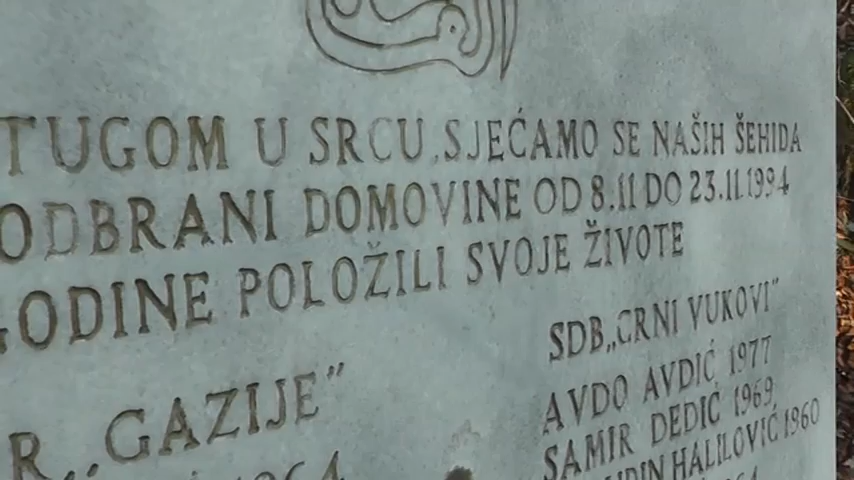 TUGOM U SRCU, SJEĆAMO SE NAŠIH ŠEHIDA
ODBRANI DOMOVINE OD 8.11 DO 23.11.1994
GODINE POLOŽILI SVOJE ŽIVOTE
„GAZIJE"
SDB„CRNI VUKOVI"
AVDO AVDIĆ 1977
SAMIR DEDIĆ 1969
HALILOVIĆ 1960